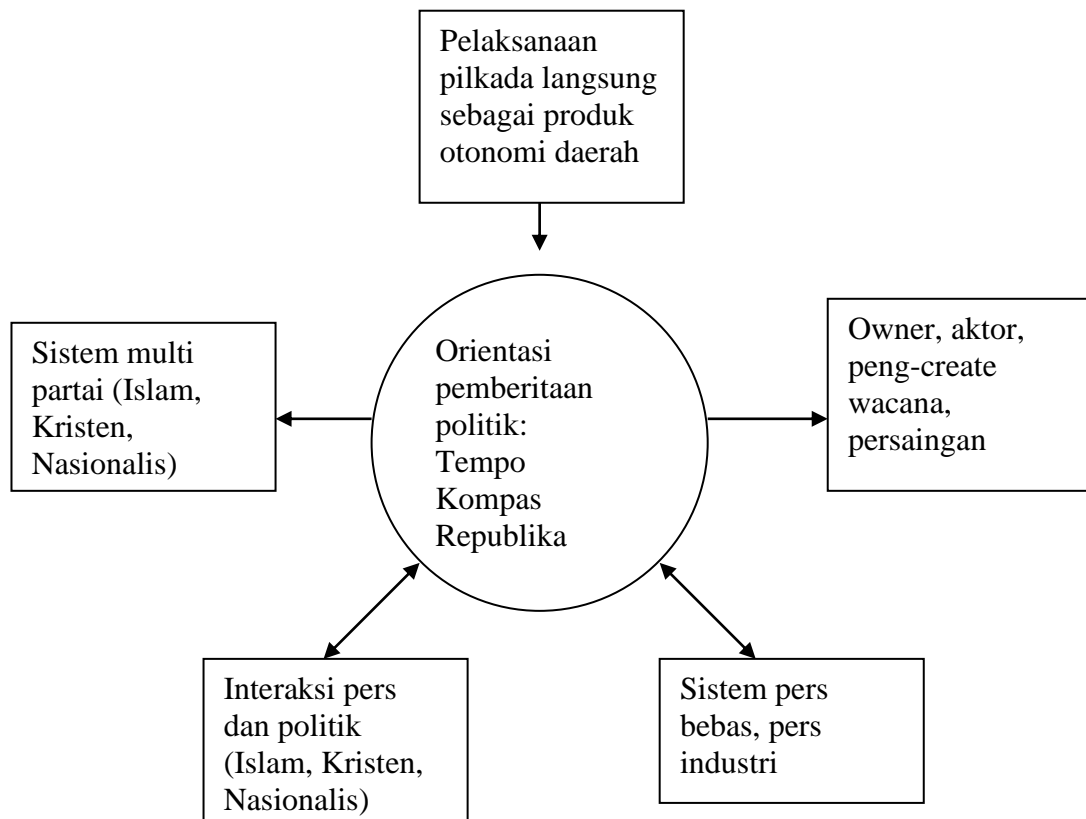 Pelaksanaan
pilkada langsung
sebagai produk
otonomi daerah
Sistem multi
partai (Islam,
Kristen,
Nasionalis)
Orientasi
pemberitaan
politik:
Tempo
Kompas
Republika
Owner, aktor,
peng-create
wacana,
persaingan
Interaksi pers
dan politik
(Islam, Kristen,
Nasionalis)
Sistem pers
bebas, pers
industri